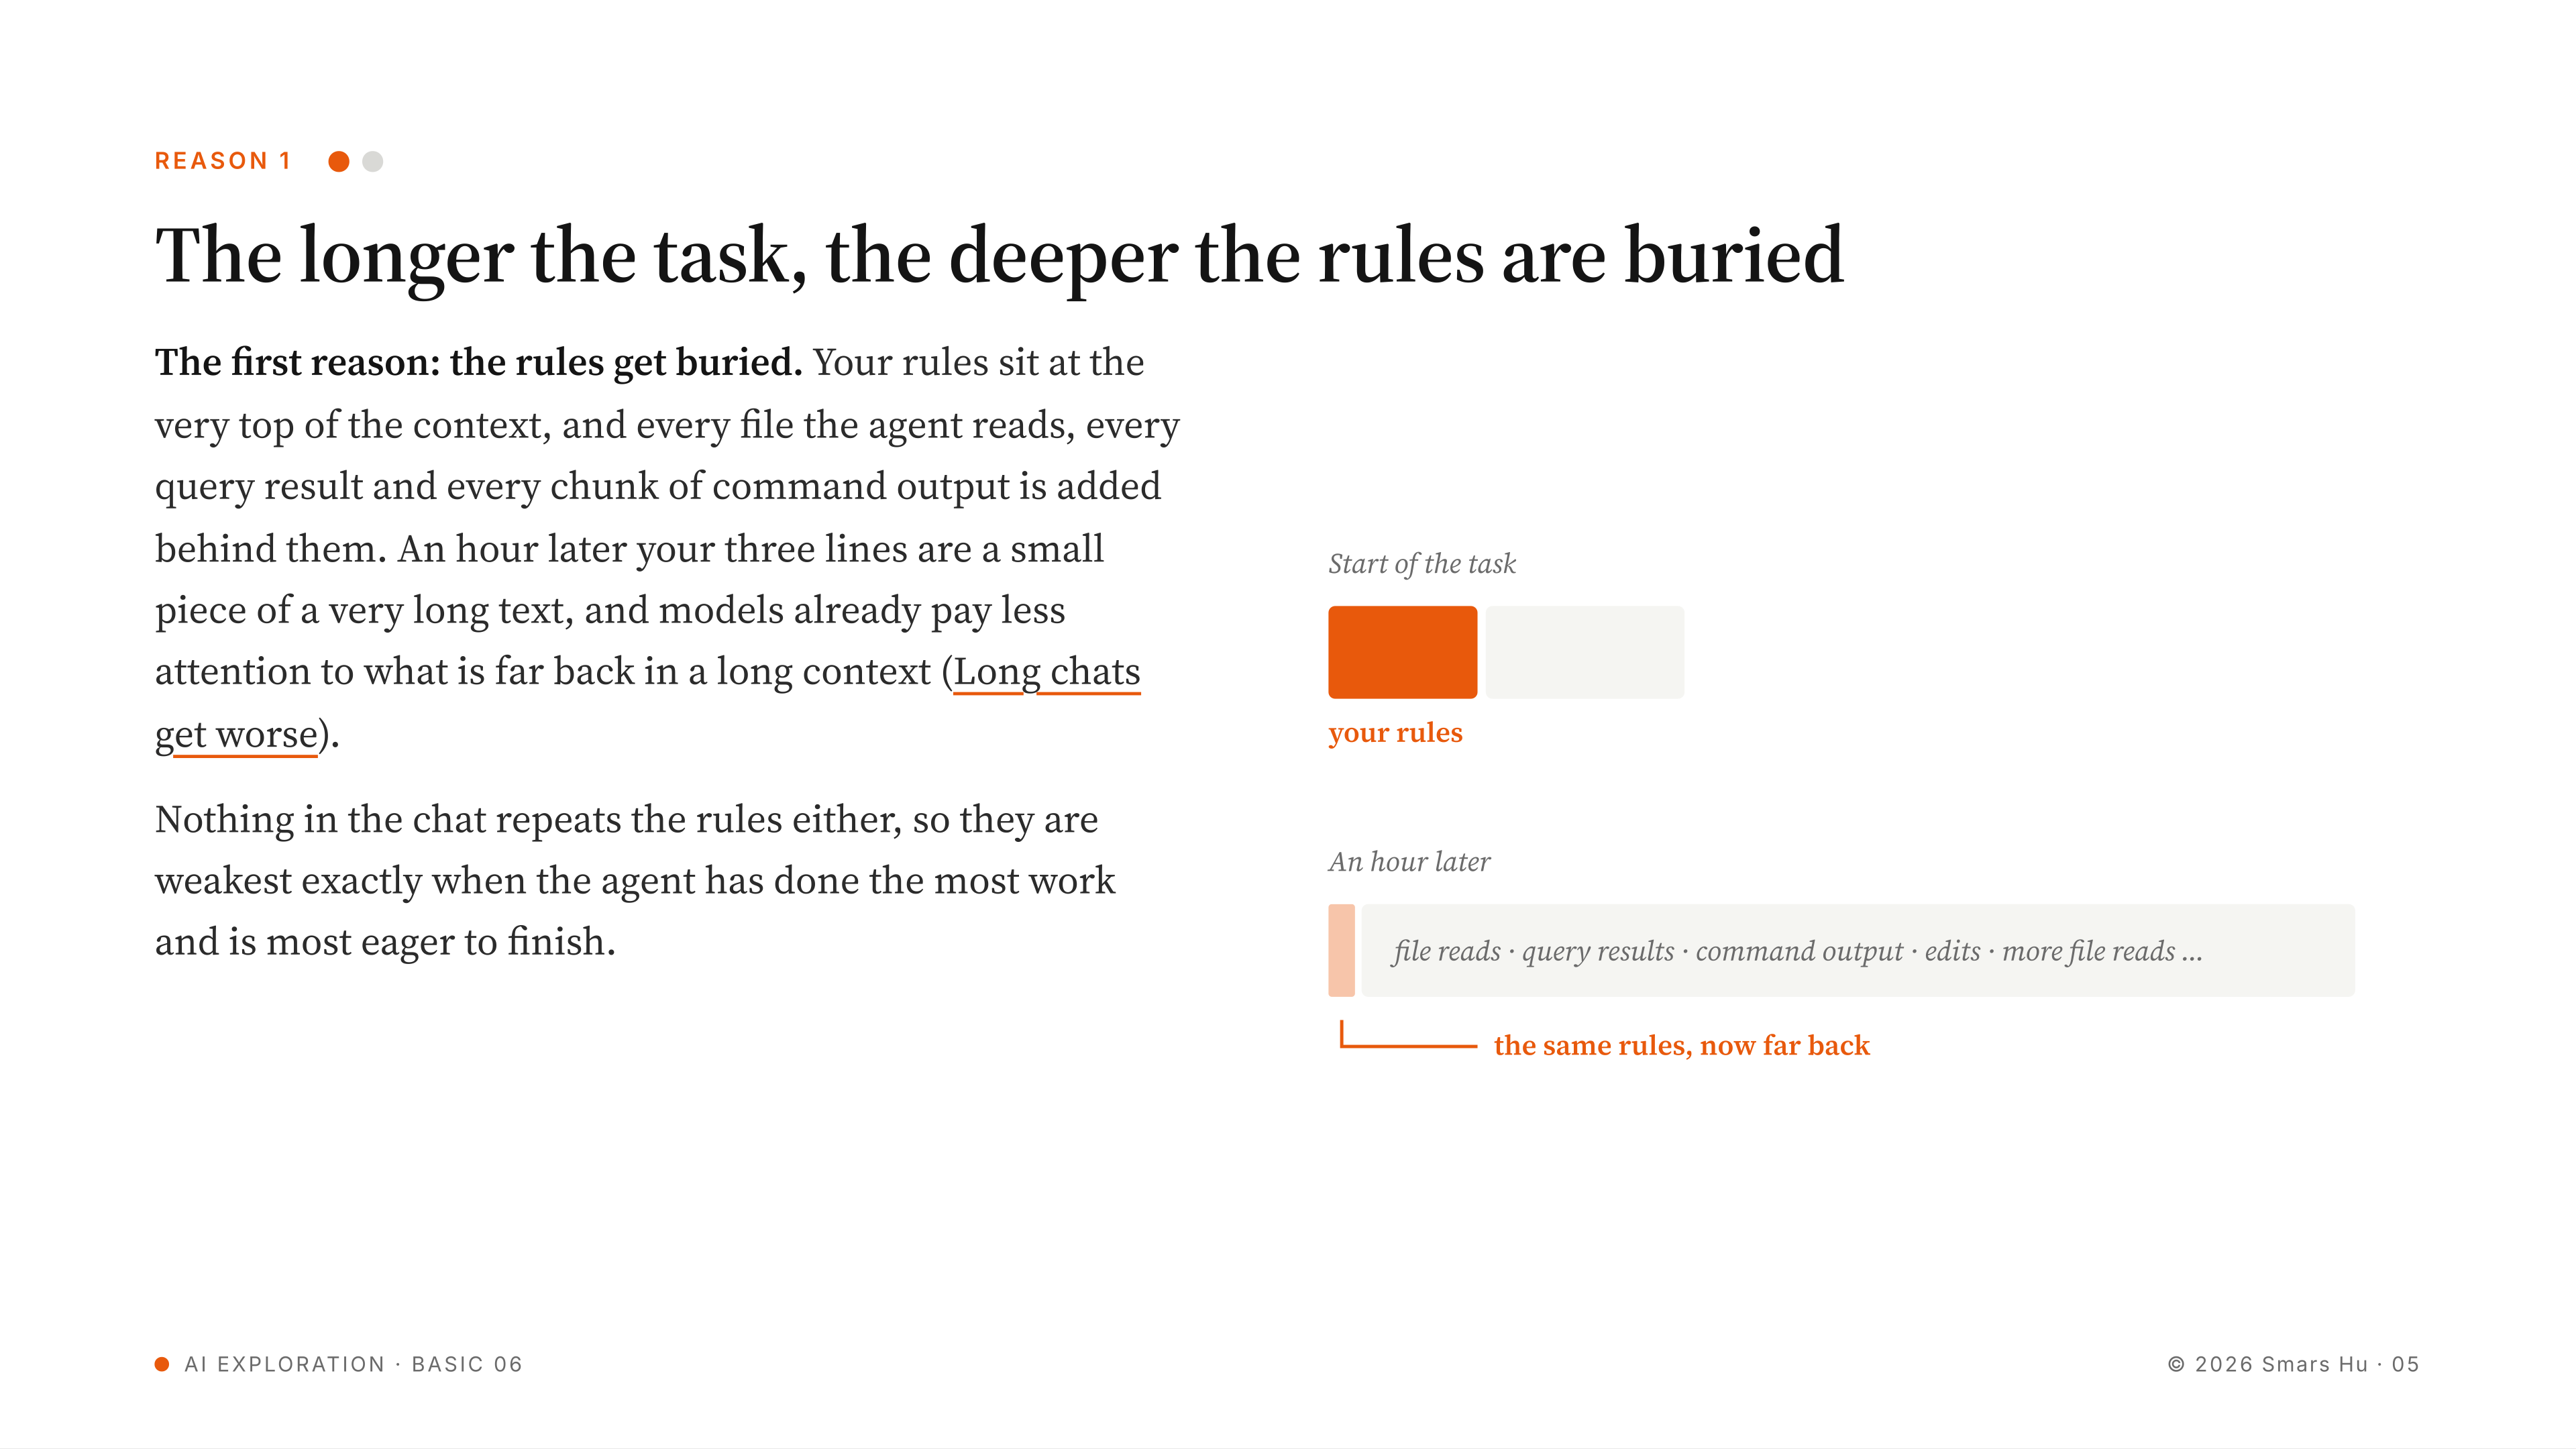 REASON 1
The longer the task, the deeper the rules are buried
The first reason: the rules get buried. Your rules sit at the
very top of the context, and every file the agent reads, every
query result and every chunk of command output is added
behind them. An hour later your three lines are a small
piece of a very long text, and models already pay less
attention to what is far back in a long context (Long chats
get worse).
Nothing in the chat repeats the rules either, so they are
weakest exactly when the agent has done the most work
and is most eager to finish.
Start of the task
your rules
An hour later
file reads · query results · command output · edits · more file reads ...
the same rules, now far back
AI EXPLORATION · BASIC 06
© 2026 Smars Hu · 05